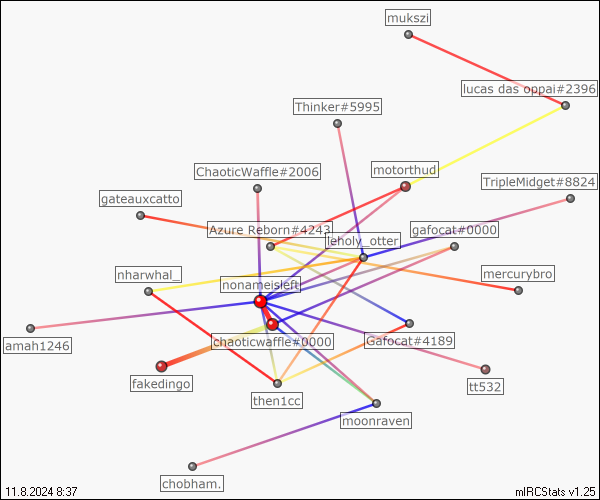 mukszi
lucas das oppai#2396
Thinker#5995
motorthud
ChaoticWaffle#2006
TripleMidget#8824
gateauxcatto
Azure Reborn#4243
gafocat#0000
leholy_otter
nharwhal_
mercurybro
nonameisleft
amah1246
chaoticwaffle#0000
Gafocat#4189
fakedingo
tt532
then1cc
moonraven
chobham.
11.8.2024 8:37
mIRCStats v1.25